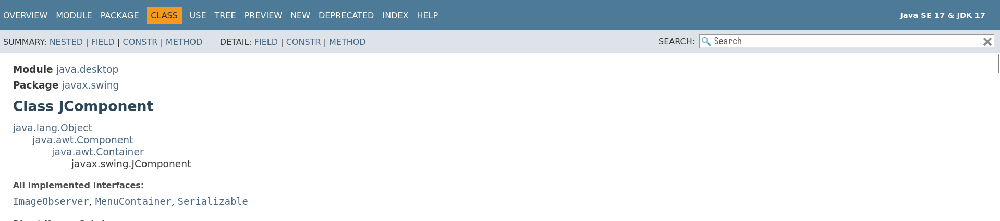 OVERVIEW MODULE PACKAGE CLASS USE TREE PREVIEW NEW DEPRECATED INDEX HELP Java SE 17 & JDK 17
SUMMARY: NESTED | FIELD | CONSTR | METHOD DETAIL: FIELD | CONSTR | METHOD SEARCH: Search
Module java.desktop
Package javax.swing
Class JComponent
java.lang.Object
java.awt.Component
java.awt.Container
javax.swing.JComponent
All Implemented Interfaces:
ImageObserver, MenuContainer, Serializable